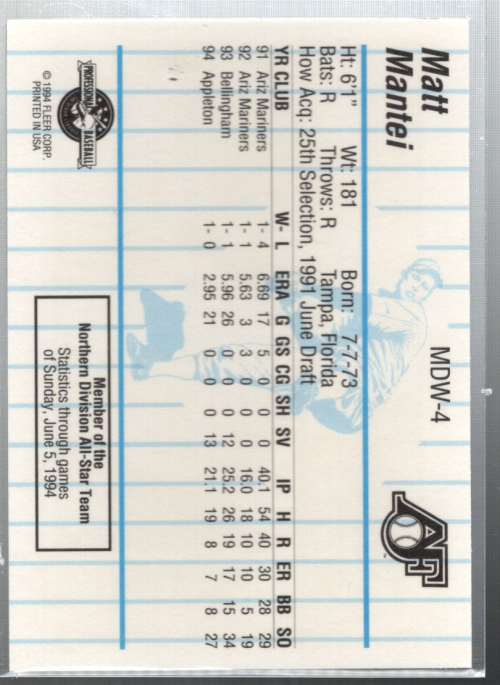 Matt
Mantei
MDW-4
Ht: 6'1" Wt: 181 Born: 7-7-73
Bats: R Throws: R Tampa, Florida
How Acq: 25th Selection, 1991 June Draft
YR CLUB W- L ERA G GS CG SH SV IP H R ER BB SO
91 Ariz Mariners 1- 4 6.69 17 5 0 0 0 40.1 54 40 30 28 29
92 Ariz Mariners 1- 1 5.63 3 3 0 0 0 16.0 18 10 10 5 19
93 Bellingham 1- 1 5.96 26 0 0 0 12 25.2 26 19 17 15 34
94 Appleton 1- 0 2.95 21 0 0 0 13 21.1 19 8 7 8 27
PROFESSIONAL BASEBALL
© 1994 FLEER CORP.
PRINTED IN USA
Member of the
Northern Division All-Star Team
Statistics through games
of Sunday, June 5, 1994